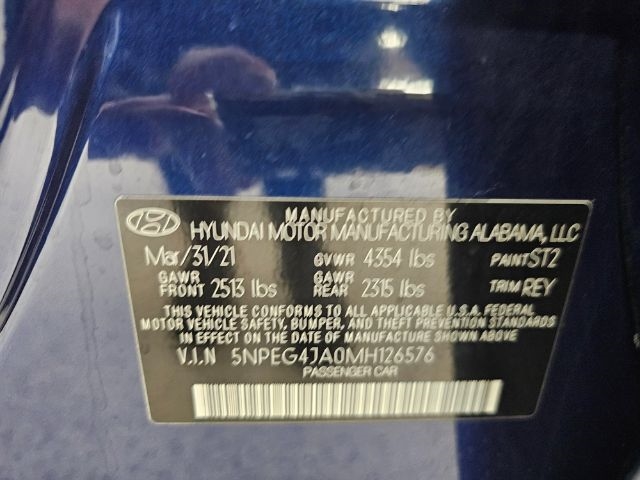 MANUFACTURED BY
HYUNDAI MOTOR MANUFACTURING ALABAMA, LLC
Mar/31/21 GVWR 4354 lbs PAINT ST2
GAWR FRONT 2513 lbs GAWR REAR 2315 lbs TRIM REY
THIS VEHICLE CONFORMS TO ALL APPLICABLE U.S.A. FEDERAL
MOTOR VEHICLE SAFETY, BUMPER, AND THEFT PREVENTION STANDARDS
IN EFFECT ON THE DATE OF MANUFACTURE SHOWN ABOVE
V.I.N 5NPEG4JA0MH126576
PASSENGER CAR